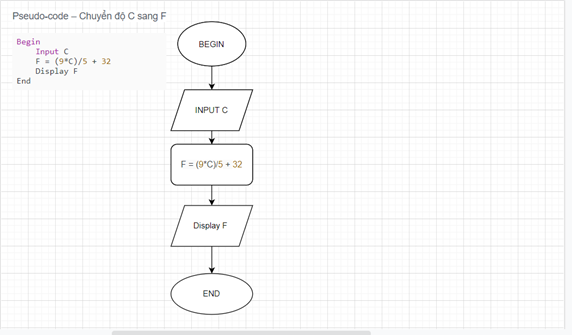 Pseudo-code – Chuyển độ C sang F
Begin
Input C
F = (9*C)/5 + 32
Display F
End
BEGIN
INPUT C
F = (9*C)/5 + 32
Display F
END